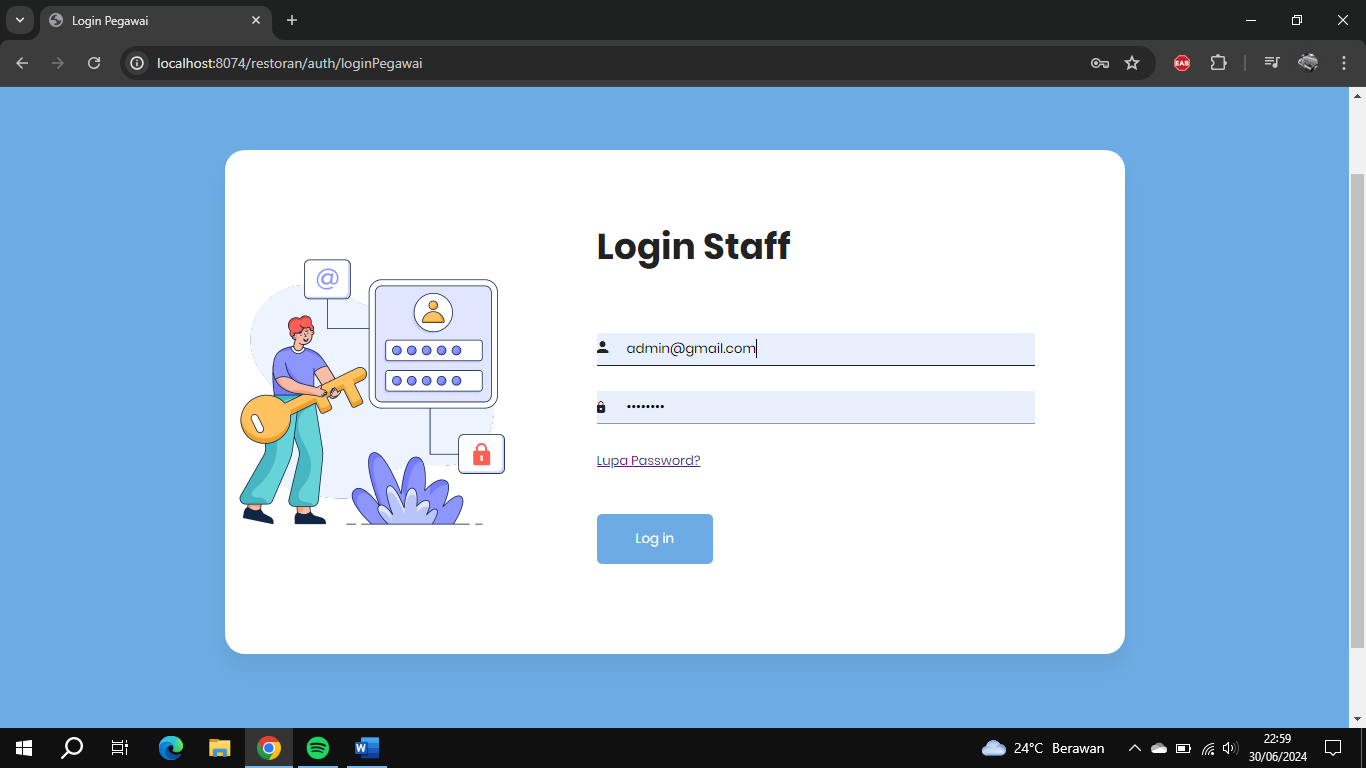 Login Pegawai
localhost:8074/restoran/auth/loginPegawai
EAB
Login Staff
@
admin@gmail.com
••••••••
Lupa Password?
Log in
24°C Berawan
22:59
30/06/2024